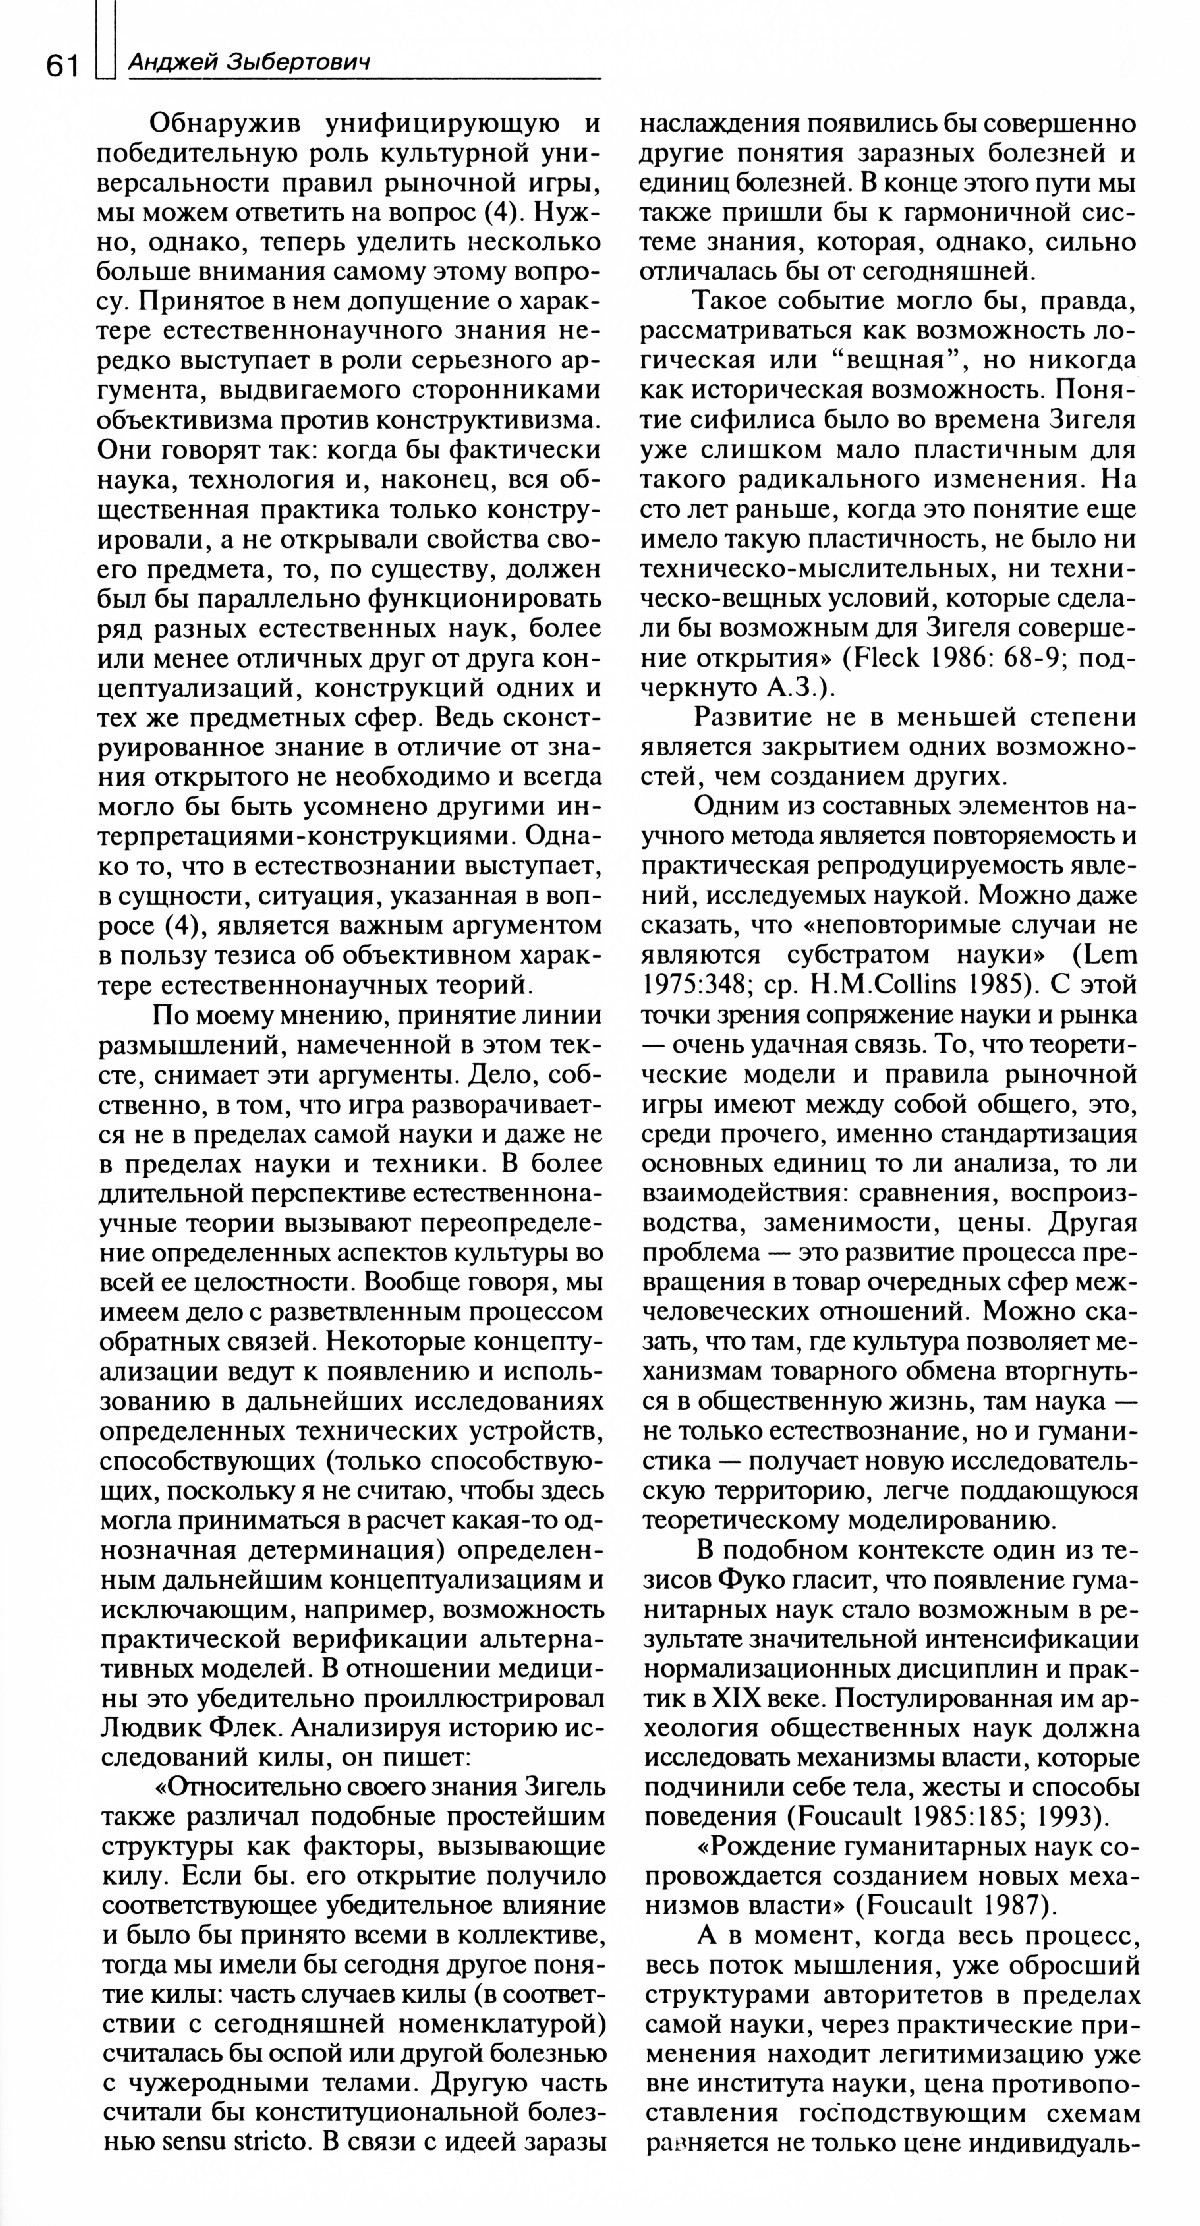 61
Анджей Зыбертович
Обнаружив унифицирующую и
победительную роль культурной уни-
версальности правил рыночной игры,
мы можем ответить на вопрос (4). Нуж-
но, однако, теперь уделить несколько
больше внимания самому этому вопро-
су. Принятое в нем допущение о харак-
тере естественнонаучного знания не-
редко выступает в роли серьезного ар-
гумента, выдвигаемого сторонниками
объективизма против конструктивизма.
Они говорят так: когда бы фактически
наука, технология и, наконец, вся об-
щественная практика только констру-
ировали, а не открывали свойства сво-
его предмета, то, по существу, должен
был бы параллельно функционировать
ряд разных естественных наук, более
или менее отличных друг от друга кон-
цептуализаций, конструкций одних и
тех же предметных сфер. Ведь сконст-
руированное знание в отличие от зна-
ния открытого не необходимо и всегда
могло бы быть усомнено другими ин-
терпретациями-конструкциями. Одна-
ко то, что в естествознании выступает,
в сущности, ситуация, указанная в воп-
росе (4), является важным аргументом
в пользу тезиса об объективном харак-
тере естественнонаучных теорий.
По моему мнению, принятие линии
размышлений, намеченной в этом тек-
сте, снимает эти аргументы. Дело, соб-
ственно, в том, что игра разворачивает-
ся не в пределах самой науки и даже не
в пределах науки и техники. В более
длительной перспективе естественнона-
учные теории вызывают переопределе-
ние определенных аспектов культуры во
всей ее целостности. Вообще говоря, мы
имеем дело с разветвленным процессом
обратных связей. Некоторые концепту-
ализации ведут к появлению и исполь-
зованию в дальнейших исследованиях
определенных технических устройств,
способствующих (только способствую-
щих, поскольку я не считаю, чтобы здесь
могла приниматься в расчет какая-то од-
нозначная детерминация) определен-
ным дальнейшим концептуализациям и
исключающим, например, возможность
практической верификации альтерна-
тивных моделей. В отношении медици-
ны это убедительно проиллюстрировал
Людвик Флек. Анализируя историю ис-
следований килы, он пишет:
«Относительно своего знания Зигель
также различал подобные простейшим
структуры как факторы, вызывающие
килу. Если бы. его открытие получило
соответствующее убедительное влияние
и было бы принято всеми в коллективе,
тогда мы имели бы сегодня другое поня-
тие килы: часть случаев килы (в соответ-
ствии с сегодняшней номенклатурой)
считалась бы оспой или другой болезнью
с чужеродными телами. Другую часть
считали бы конституциональной болез-
нью sensu stricto. В связи с идеей заразы
наслаждения появились бы совершенно
другие понятия заразных болезней и
единиц болезней. В конце этого пути мы
также пришли бы к гармоничной сис-
теме знания, которая, однако, сильно
отличалась бы от сегодняшней.
Такое событие могло бы, правда,
рассматриваться как возможность ло-
гическая или “вещная”, но никогда
как историческая возможность. Поня-
тие сифилиса было во времена Зигеля
уже слишком мало пластичным для
такого радикального изменения. На
сто лет раньше, когда это понятие еще
имело такую пластичность, не было ни
техническо-мыслительных, ни техни-
ческо-вещных условий, которые сдела-
ли бы возможным для Зигеля соверше-
ние открытия» (Fleck 1986: 68-9; под-
черкнуто А.З.).
Развитие не в меньшей степени
является закрытием одних возможно-
стей, чем созданием других.
Одним из составных элементов на-
учного метода является повторяемость и
практическая репродуцируемость явле-
ний, исследуемых наукой. Можно даже
сказать, что «неповторимые случаи не
являются субстратом науки» (Lem
1975:348; ср. H.M.Collins 1985). С этой
точки зрения сопряжение науки и рынка
— очень удачная связь. То, что теорети-
ческие модели и правила рыночной
игры имеют между собой общего, это,
среди прочего, именно стандартизация
основных единиц то ли анализа, то ли
взаимодействия: сравнения, воспроиз-
водства, заменимости, цены. Другая
проблема — это развитие процесса пре-
вращения в товар очередных сфер меж-
человеческих отношений. Можно ска-
зать, что там, где культура позволяет ме-
ханизмам товарного обмена вторгнуть-
ся в общественную жизнь, там наука —
не только естествознание, но и гумани-
стика — получает новую исследователь-
скую территорию, легче поддающуюся
теоретическому моделированию.
В подобном контексте один из те-
зисов Фуко гласит, что появление гума-
нитарных наук стало возможным в ре-
зультате значительной интенсификации
нормализационных дисциплин и прак-
тик в XIX веке. Постулированная им ар-
хеология общественных наук должна
исследовать механизмы власти, которые
подчинили себе тела, жесты и способы
поведения (Foucault 1985:185; 1993).
«Рождение гуманитарных наук со-
провождается созданием новых меха-
низмов власти» (Foucault 1987).
А в момент, когда весь процесс,
весь поток мышления, уже обросший
структурами авторитетов в пределах
самой науки, через практические при-
менения находит легитимизацию уже
вне института науки, цена противопо-
ставления господствующим схемам
равняется не только цене индивидуаль-